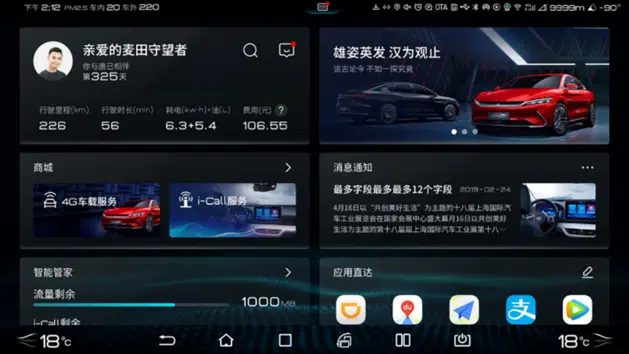 下午 2:12 PM2.5 车内 20 车外 220
OTA
9999m
-90°
亲爱的麦田守望者
你与唐已相伴
第325天
行驶里程(km) 行驶时长(min) 耗电(kw·h)+油(L) 费用(元) ?
226 56 6.3+5.4 106.55
雄姿英发 汉为观止
谈古论今 不如一探究竟
商城
4G车载服务
i-Call服务
消息通知
最多字段最多最多12个字段 2019-02-24
4月16日以“共创美好生活”为主题的十八届上海国际汽
车工业展览会在国家会展中心盛大幕月16日以共创美好
生活为主题的第十八届届上海国际汽车工业展第十八...
智能管家
流量剩余
1000MB
i-Call剩余
应用直达
du
支
18°C
18°C